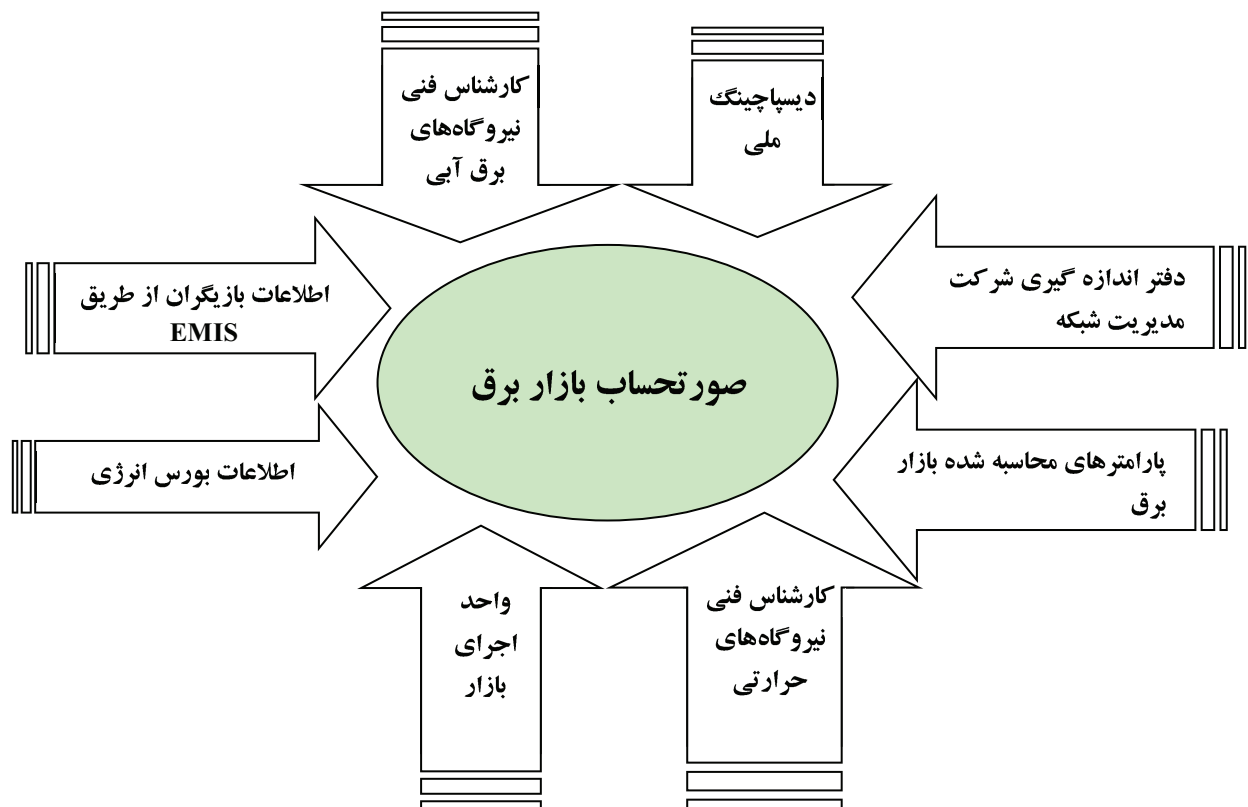 کارشناس فنی
نیروگاه‌های
برق آبی
دیسپاچینگ
ملی
دفتر اندازه گیری شرکت
مدیریت شبکه
اطلاعات بازیگران از طریق
EMIS
صورتحساب بازار برق
پارامترهای محاسبه شده بازار
برق
اطلاعات بورس انرژی
کارشناس فنی
نیروگاه‌های
حرارتی
واحد
اجرای
بازار